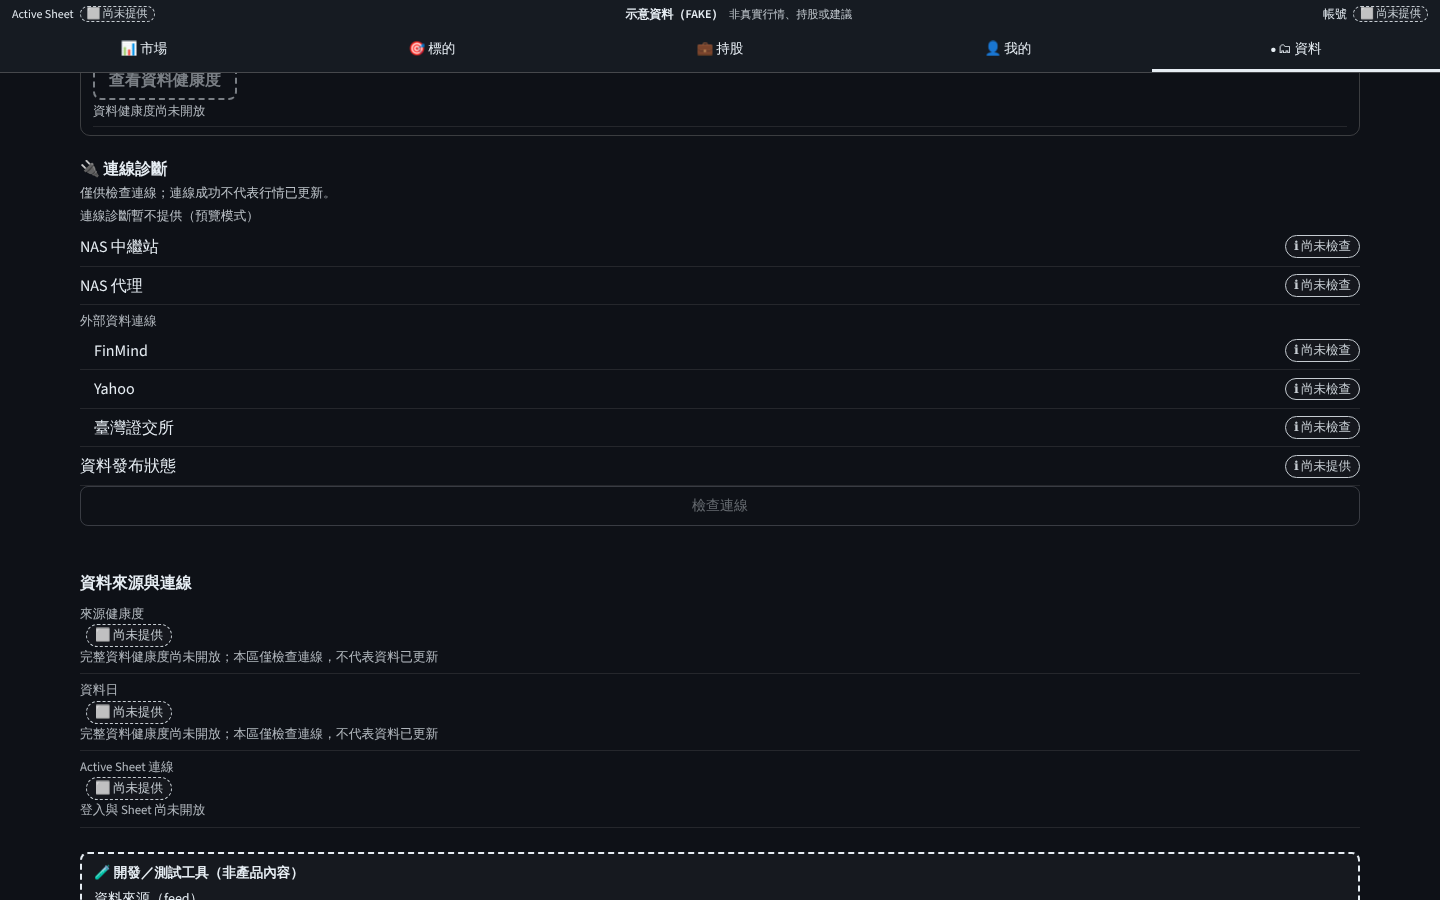 Active Sheet 尚未提供 示意資料（FAKE） 非真實行情、持股或建議 帳號 尚未提供
市場 標的 持股 我的 資料
查看資料健康度
資料健康度尚未開放
連線診斷
僅供檢查連線；連線成功不代表行情已更新。
連線診斷暫不提供（預覽模式）
NAS 中繼站 尚未檢查
NAS 代理 尚未檢查
外部資料連線
FinMind 尚未檢查
Yahoo 尚未檢查
臺灣證交所 尚未檢查
資料發布狀態 尚未提供
檢查連線
資料來源與連線
來源健康度
尚未提供
完整資料健康度尚未開放；本區僅檢查連線，不代表資料已更新
資料日
尚未提供
完整資料健康度尚未開放；本區僅檢查連線，不代表資料已更新
Active Sheet 連線
尚未提供
登入與 Sheet 尚未開放
開發／測試工具（非產品內容）
資料來源（feed）